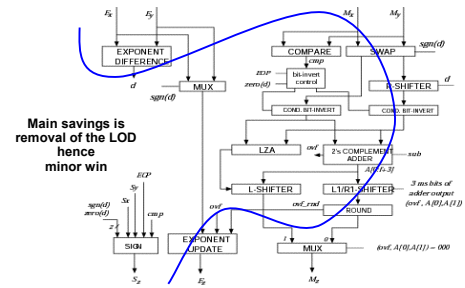 Ex Ey Mx My
EXPONENT
DIFFERENCE
COMPARE
SWAP
sgn(d)
d
sgn(d)
MUX
cmp
EOP
zero(d)
bit-invert
control
R-SHIFTER
d
COND. BIT-INVERT
COND. BIT-INVERT
Main savings is
removal of the LOD
hence
minor win
LZA
ovf
2's COMPLEMENT
ADDER
sub
A[0:f+3]
L-SHIFTER
L1/R1-SHIFTER
3 ms bits of
adder output
(ovf, A[0],A[1])
EOP
Sy
Sx
sgn(d)
zero(d)
2
cmp
ovf
ovf_rnd
ROUND
SIGN
EXPONENT
UPDATE
1 0
MUX
(ovf, A[0],A[1]) = 000
Sz Ez Mz